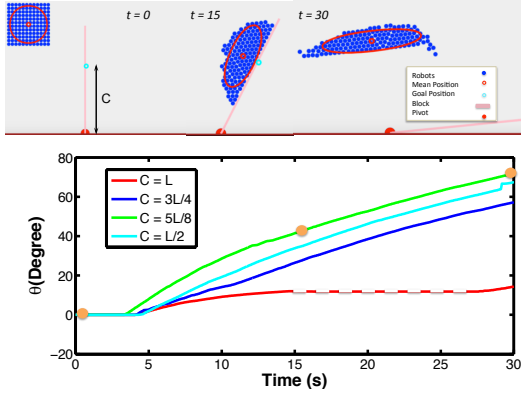 t = 0
t = 15
t = 30
C
Robots
Mean Position
Goal Position
Block
Pivot
80
60
40
20
0
−20
θ(Degree)
C = L
C = 3L/4
C = 5L/8
C = L/2
0 5 10 15 20 25 30
Time (s)